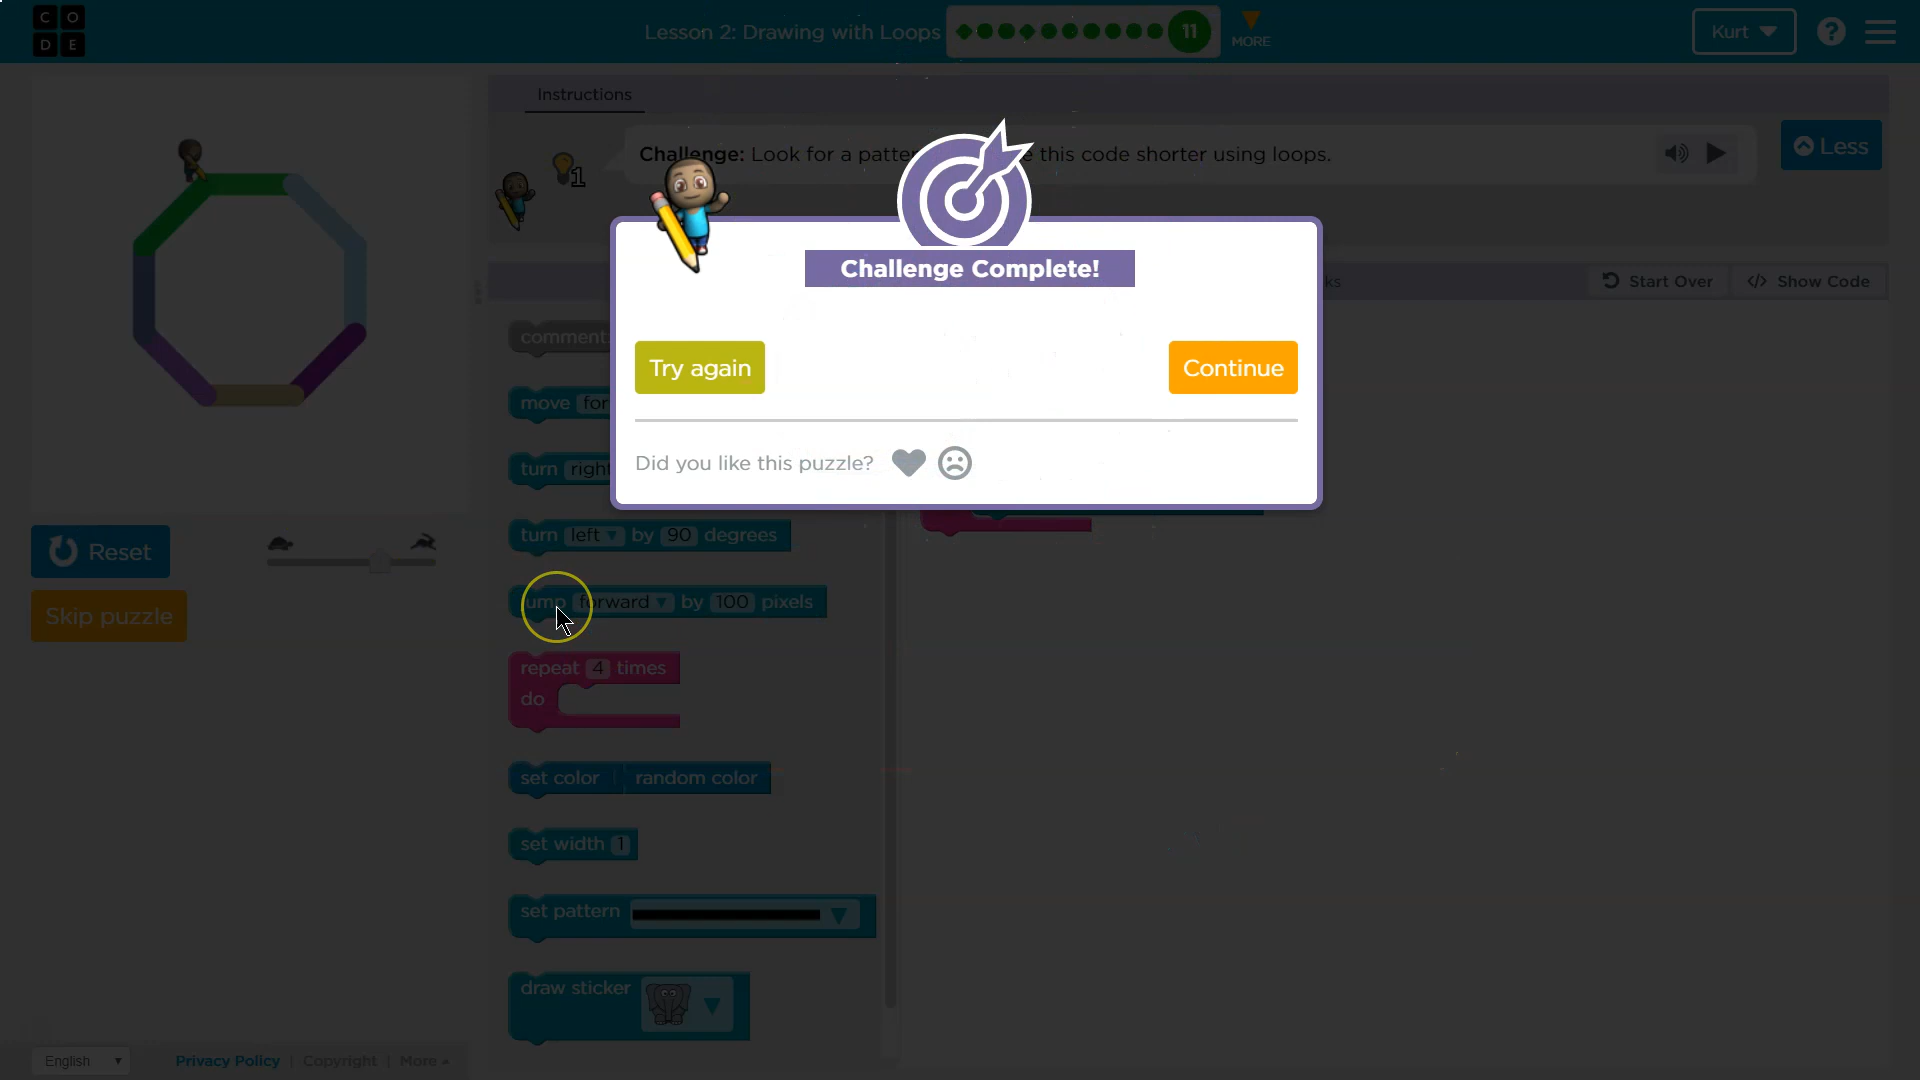 C O
D E
Lesson 2: Drawing with Loops
11
MORE
Kurt
?
Instructions
1
Challenge: Look for a patte
e this code shorter using loops.
Less
Challenge Complete!
Try again
Continue
Did you like this puzzle?
ks
Start Over
</> Show Code
comment:
move for
turn right
turn left by 90 degrees
jump forward by 100 pixels
repeat 4 times
do
set color random color
set width 1
set pattern
draw sticker
Reset
Skip puzzle
English
Privacy Policy | Copyright | More